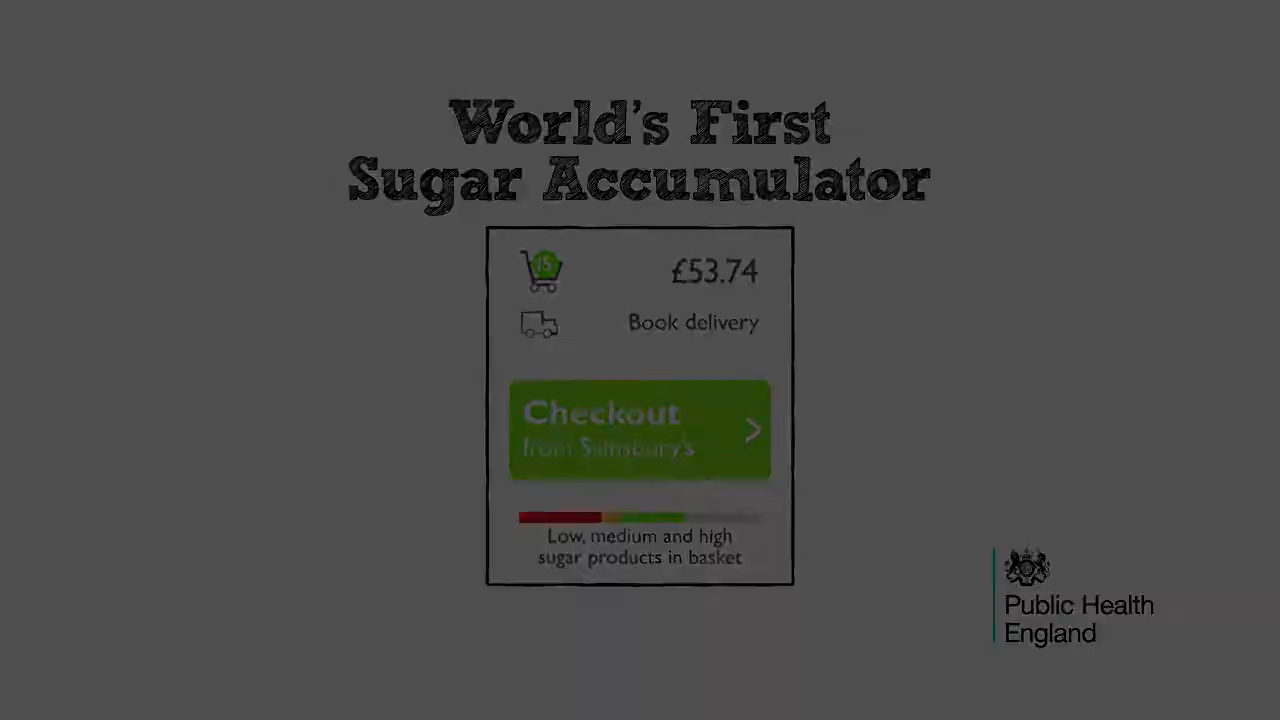 World's First
Sugar Accumulator
15
£53.74
Book delivery
Checkout
from Sainsbury's
>
Low, medium and high
sugar products in basket
Public Health
England